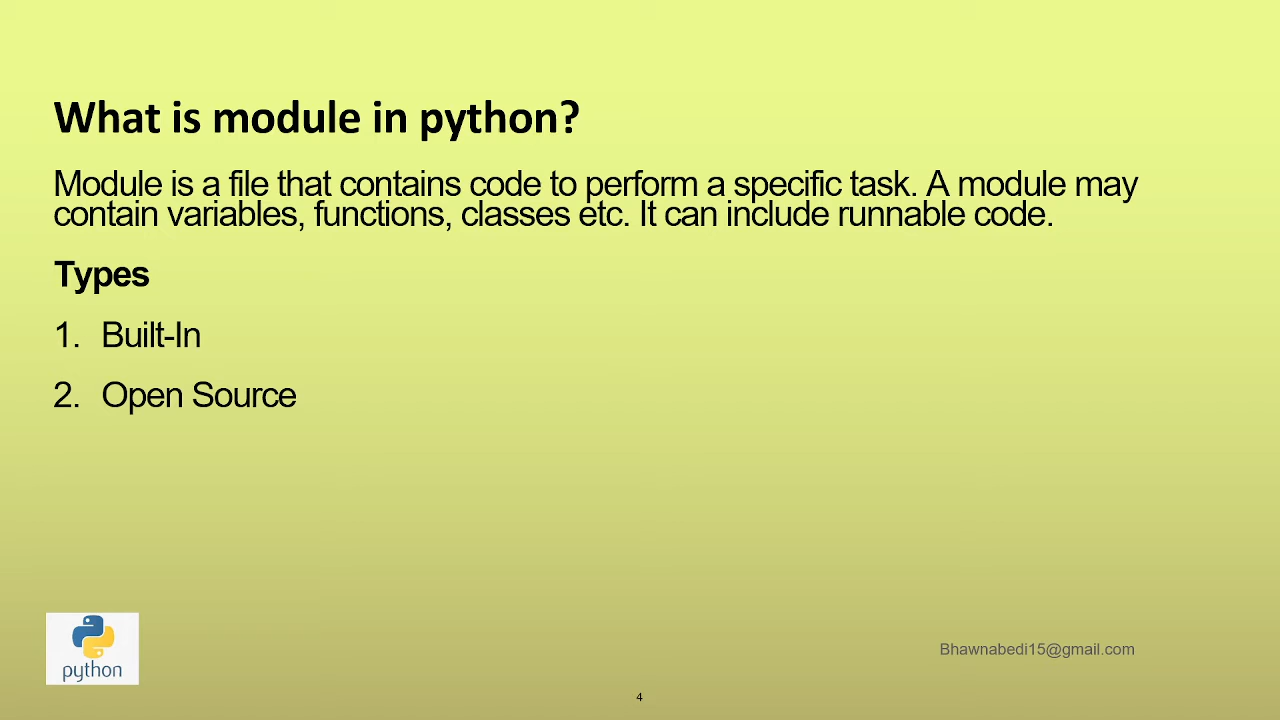 What is module in python?
Module is a file that contains code to perform a specific task. A module may
contain variables, functions, classes etc. It can include runnable code.
Types
1. Built-In
2. Open Source
python
Bhawnabedi15@gmail.com
4